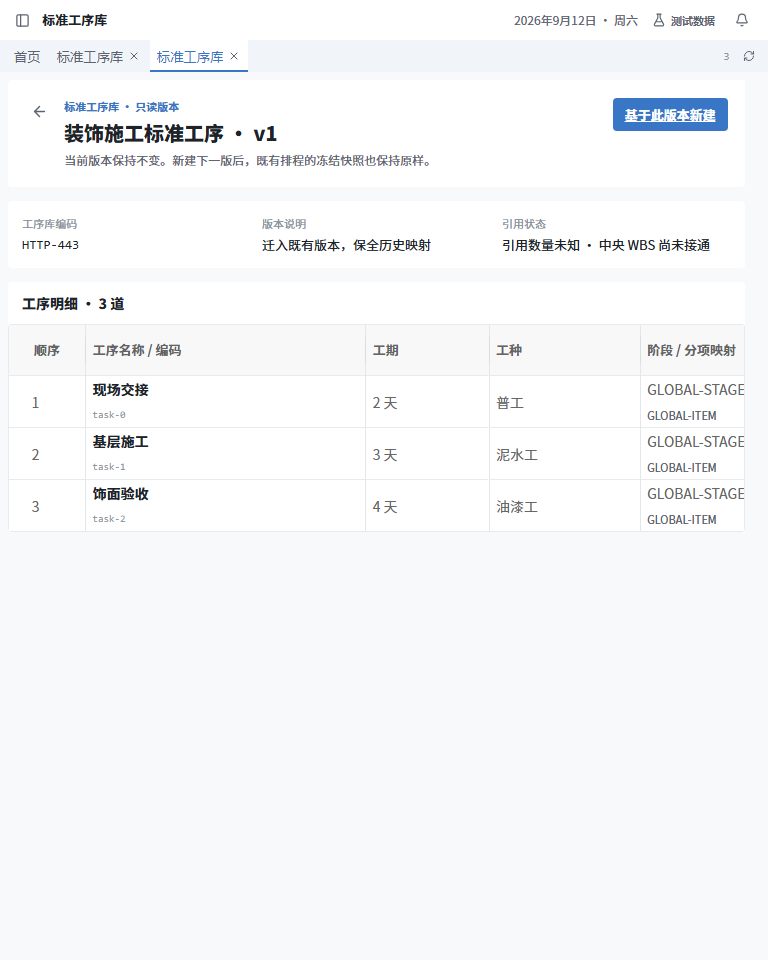 标准工序库
2026年9月12日 • 周六
测试数据
首页
标准工序库
标准工序库
3
标准工序库 • 只读版本
装饰施工标准工序 • v1
当前版本保持不变。新建下一版后，既有排程的冻结快照也保持原样。
基于此版本新建
工序库编码
版本说明
引用状态
HTTP-443
迁入既有版本，保全历史映射
引用数量未知 • 中央 WBS 尚未接通
工序明细 • 3 道
顺序
工序名称 / 编码
工期
工种
阶段 / 分项映射
1
现场交接
task-0
2 天
普工
GLOBAL-STAGE
GLOBAL-ITEM
2
基层施工
task-1
3 天
泥水工
GLOBAL-STAGE
GLOBAL-ITEM
3
饰面验收
task-2
4 天
油漆工
GLOBAL-STAGE
GLOBAL-ITEM